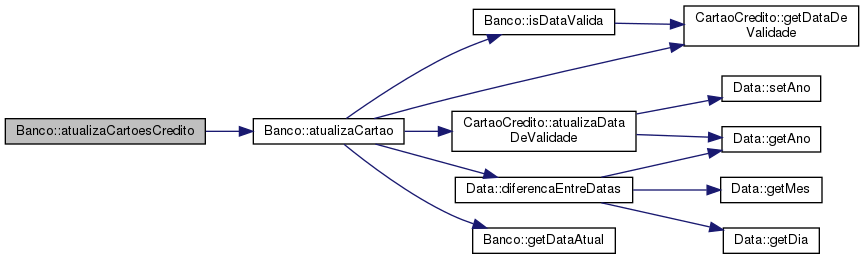 Banco::atualizaCartoesCredito
Banco::atualizaCartao
Banco::isDataValida
CartaoCredito::getDataDe
Validade
CartaoCredito::atualizaData
DeValidade
Data::setAno
Data::getAno
Data::diferencaEntreDatas
Data::getMes
Data::getDia
Banco::getDataAtual